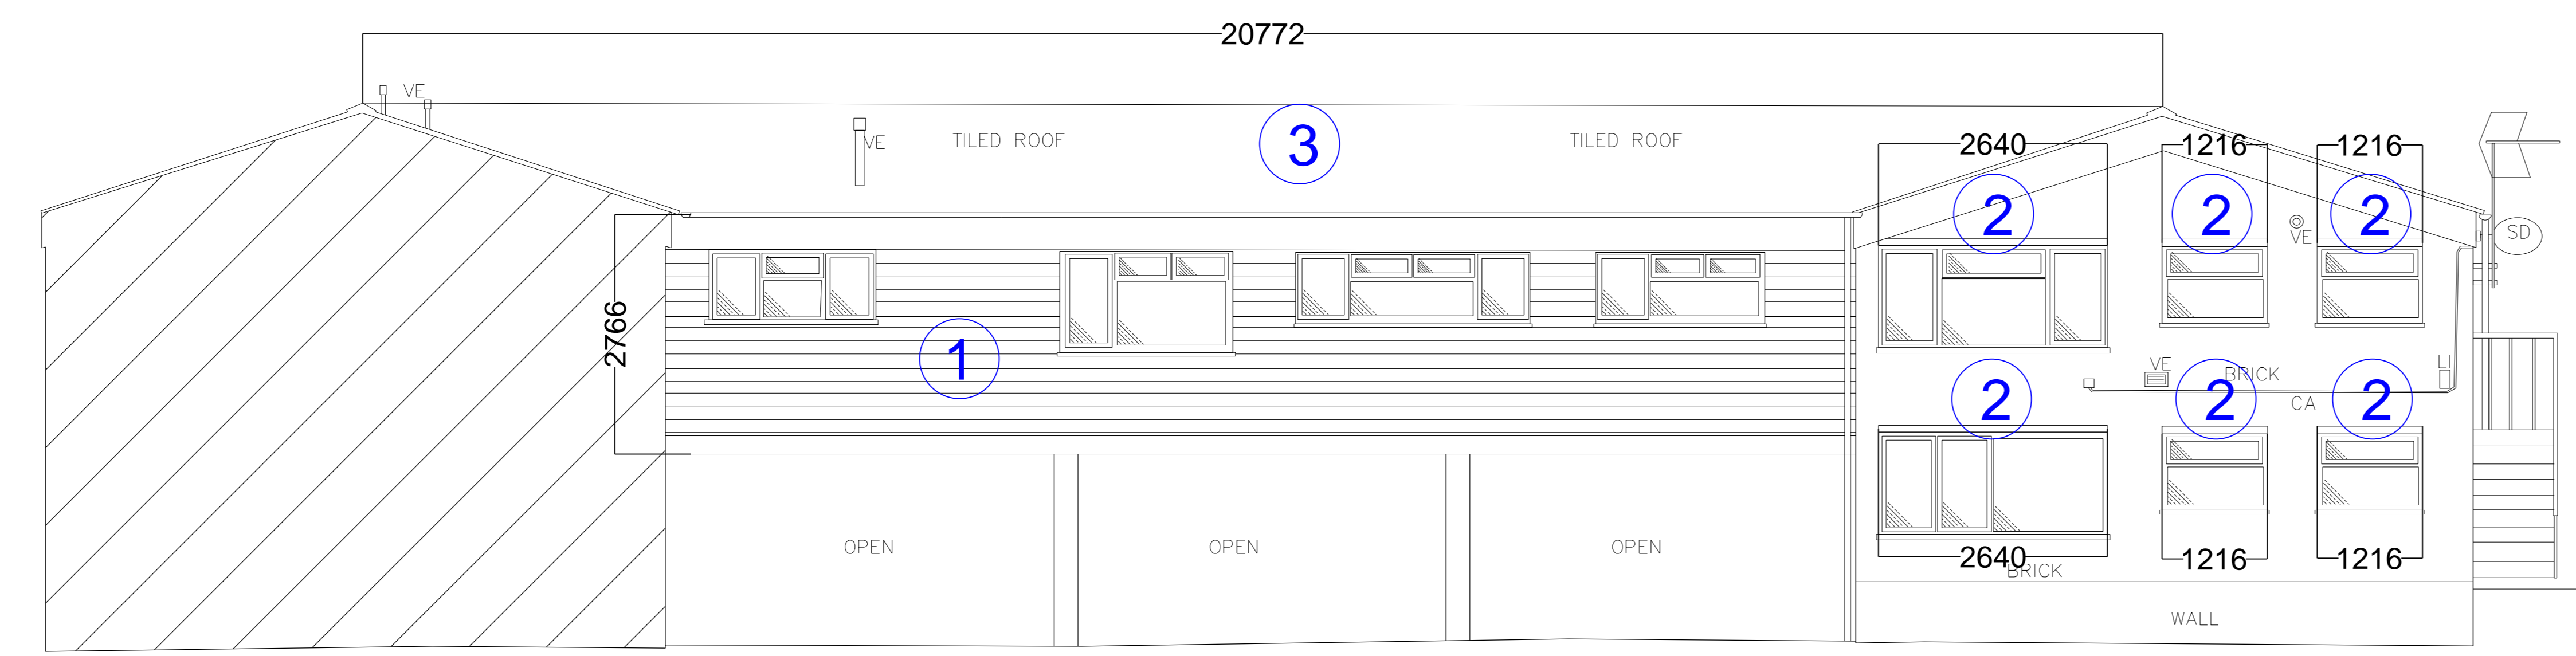 20772
VE
VE
TILED ROOF
3
TILED ROOF
2640
1216
1216
2
2
2
VE
SD
2766
1
VE
BRICK
LI
2
2
2
CA
OPEN
OPEN
OPEN
2640
1216
1216
BRICK
WALL